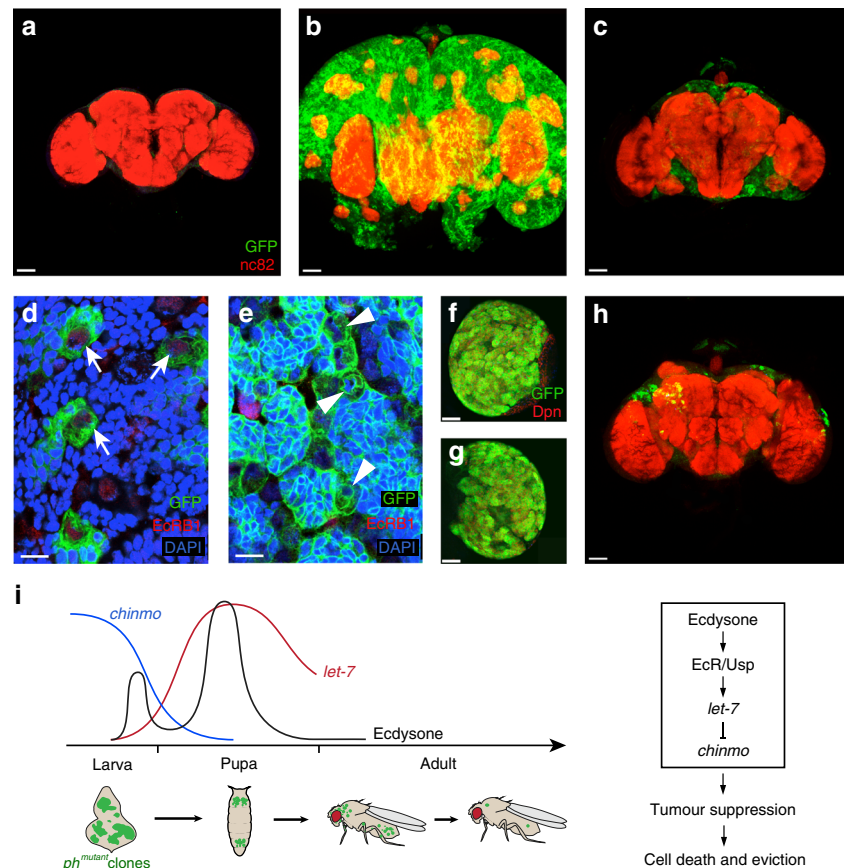 a
b
c
GFP
nc82
d
e
f
GFP
Dpn
g
h
GFP
EcRB1
DAPI
GFP
EcRB1
DAPI
i
chinmo
let-7
Ecdysone
Larva
Pupa
Adult
ph^mutant clones
Ecdysone
EcR/Usp
let-7
chinmo
Tumour suppression
Cell death and eviction